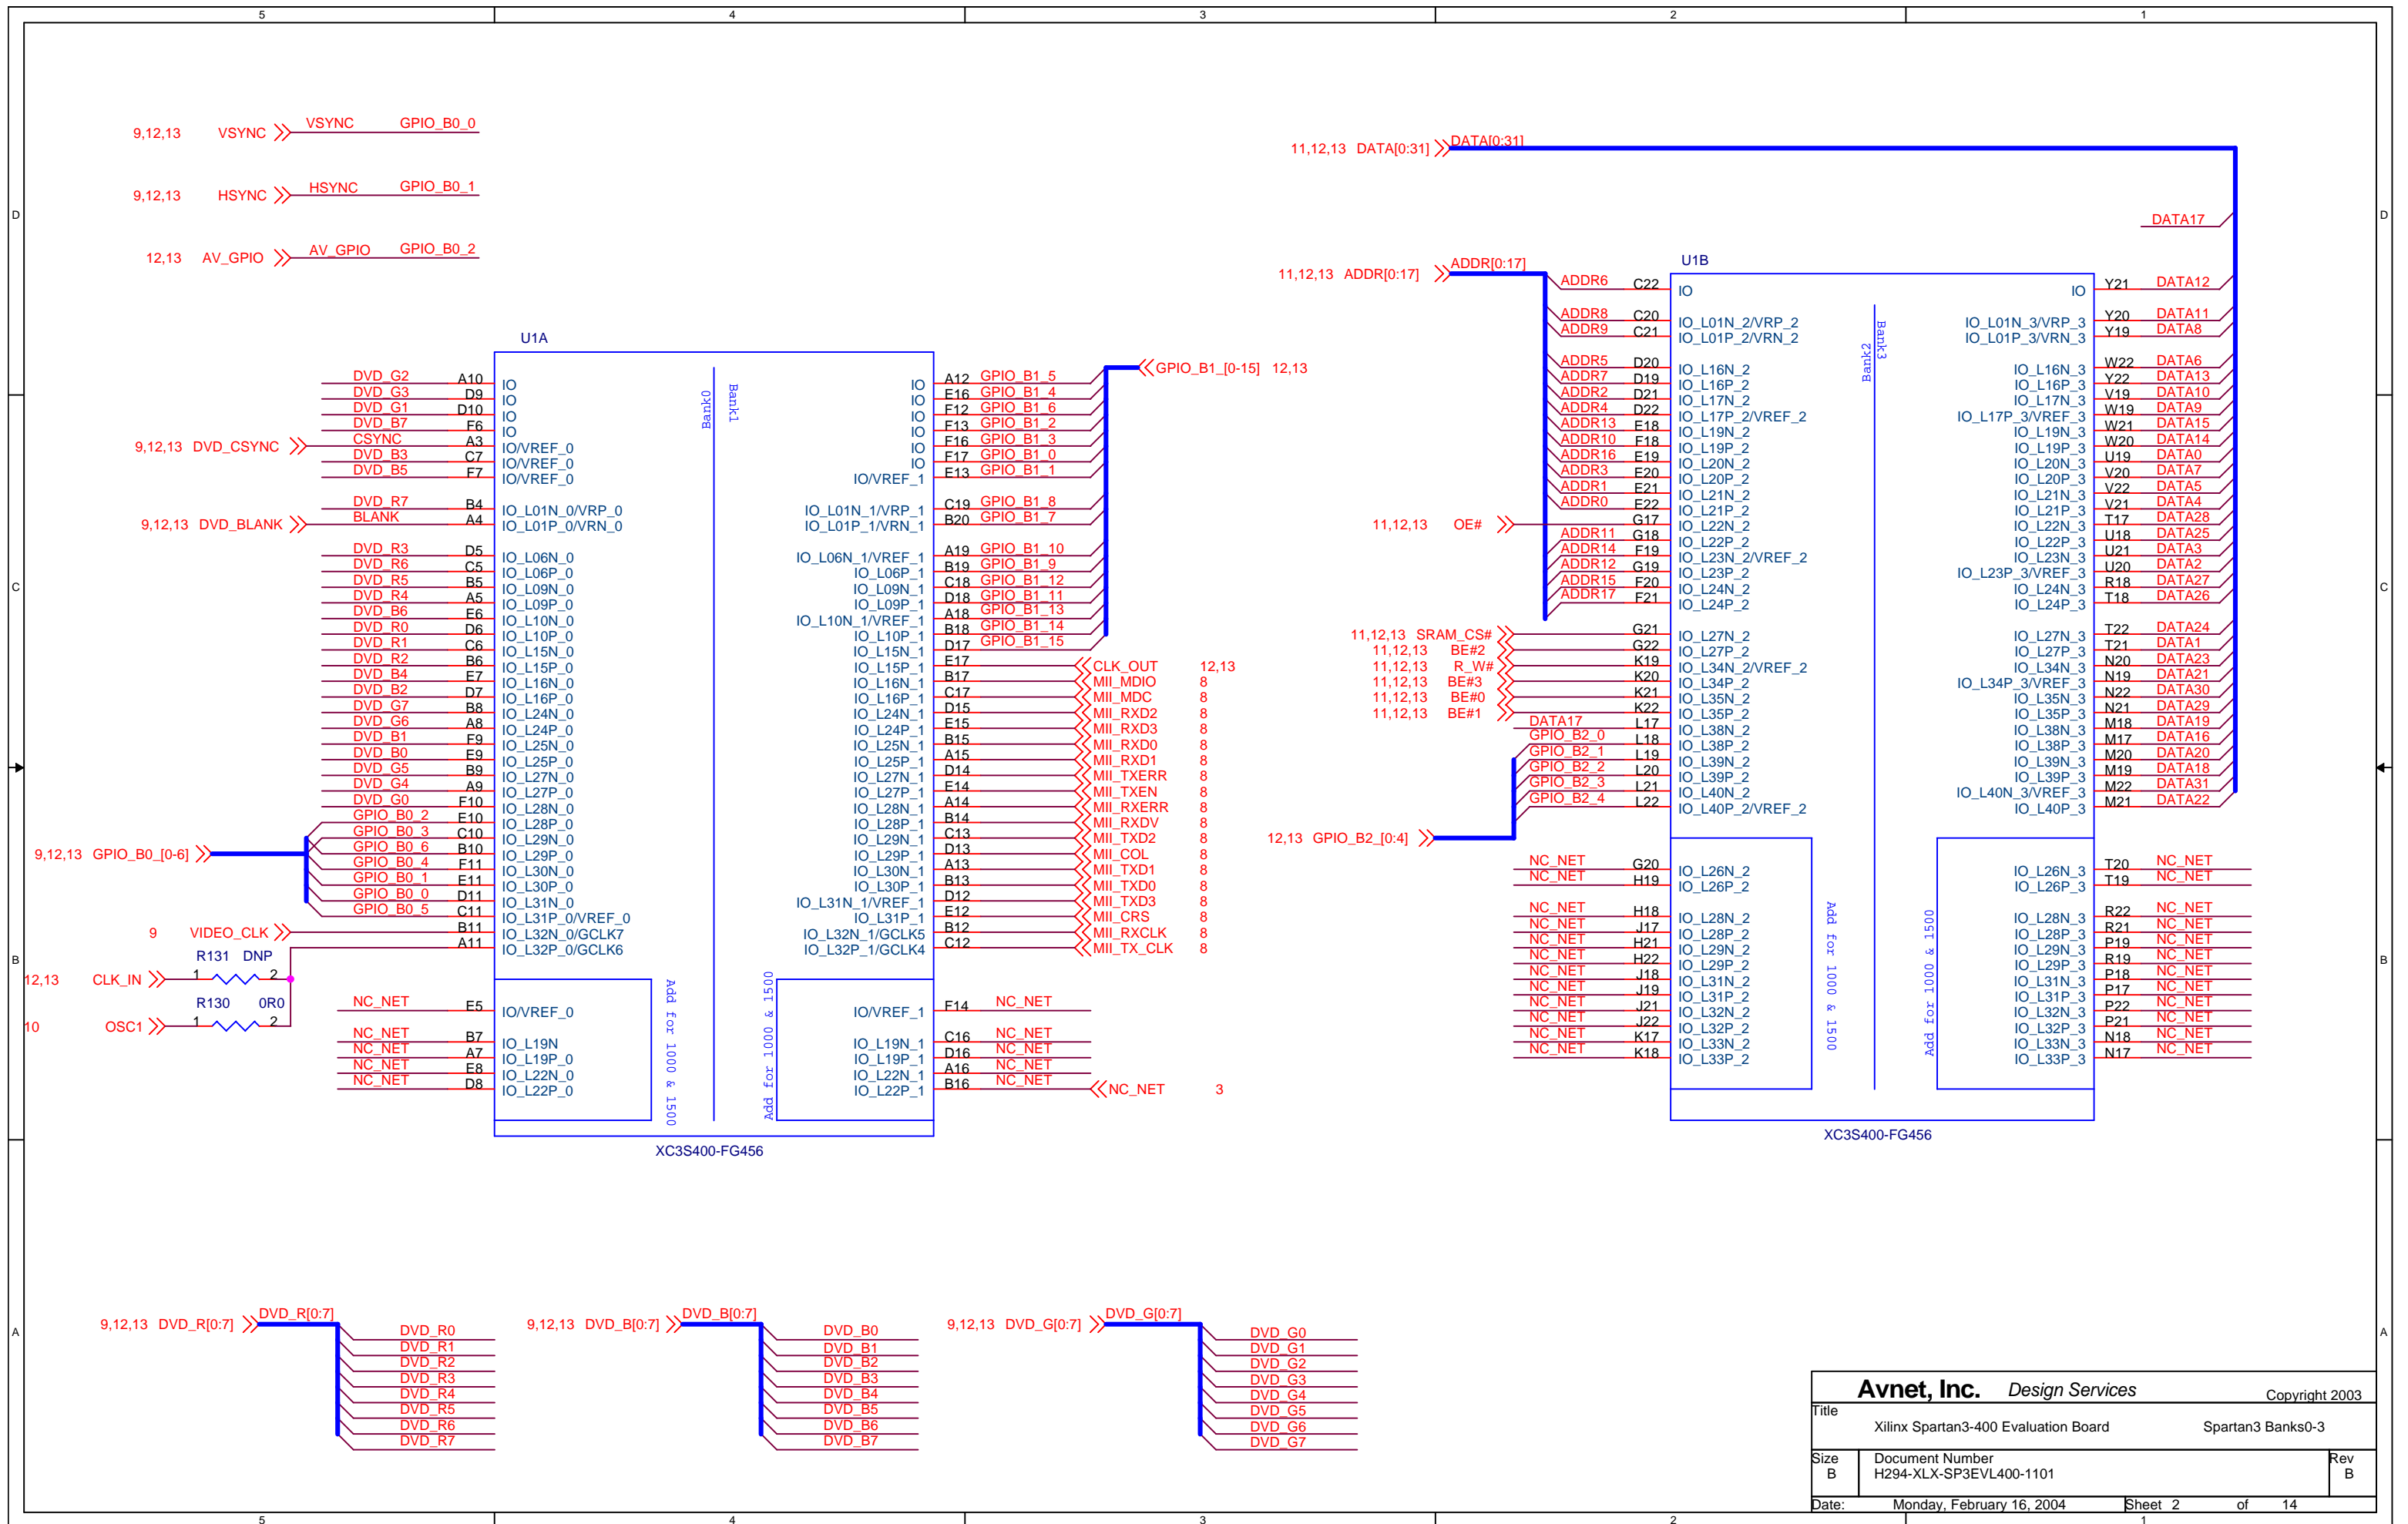 5 4 3 2 1
D
C
B
A
9,12,13 VSYNC VSYNC GPIO_B0_0
9,12,13 HSYNC HSYNC GPIO_B0_1
12,13 AV_GPIO AV_GPIO GPIO_B0_2
U1A
Bank0
Bank1
DVD_G2 A10 IO
DVD_G3 D9 IO
DVD_G1 D10 IO
DVD_B7 F6 IO
9,12,13 DVD_CSYNC CSYNC A3 IO/VREF_0
DVD_B3 C7 IO/VREF_0
DVD_B5 F7 IO/VREF_0
DVD_R7 B4 IO_L01N_0/VRP_0
9,12,13 DVD_BLANK BLANK A4 IO_L01P_0/VRN_0
DVD_R3 D5 IO_L06N_0
DVD_R6 C5 IO_L06P_0
DVD_R5 B5 IO_L09N_0
DVD_R4 A5 IO_L09P_0
DVD_B6 E6 IO_L10N_0
DVD_R0 D6 IO_L10P_0
DVD_R1 C6 IO_L15N_0
DVD_R2 B6 IO_L15P_0
DVD_B4 E7 IO_L16N_0
DVD_B2 D7 IO_L16P_0
DVD_G7 B8 IO_L24N_0
DVD_G6 A8 IO_L24P_0
DVD_B1 F9 IO_L25N_0
DVD_B0 E9 IO_L25P_0
DVD_G5 B9 IO_L27N_0
DVD_G4 A9 IO_L27P_0
DVD_G0 F10 IO_L28N_0
GPIO_B0_2 E10 IO_L28P_0
GPIO_B0_3 C10 IO_L29N_0
9,12,13 GPIO_B0_[0-6] GPIO_B0_6 B10 IO_L29P_0
GPIO_B0_4 F11 IO_L30N_0
GPIO_B0_1 E11 IO_L30P_0
GPIO_B0_0 D11 IO_L31N_0
GPIO_B0_5 C11 IO_L31P_0/VREF_0
9 VIDEO_CLK B11 IO_L32N_0/GCLK7
A11 IO_L32P_0/GCLK6
R131 DNP
12,13 CLK_IN 1 2
R130 0R0
10 OSC1 1 2
NC_NET E5 IO/VREF_0
NC_NET B7 IO_L19N
NC_NET A7 IO_L19P_0
NC_NET E8 IO_L22N_0
NC_NET D8 IO_L22P_0
Add for 1000 & 1500
Add for 1000 & 1500
GPIO_B1_[0-15] 12,13
IO A12 GPIO_B1_5
IO E16 GPIO_B1_4
IO F12 GPIO_B1_6
IO F13 GPIO_B1_2
IO F16 GPIO_B1_3
IO F17 GPIO_B1_0
IO/VREF_1 E13 GPIO_B1_1
IO_L01N_1/VRP_1 C19 GPIO_B1_8
IO_L01P_1/VRN_1 B20 GPIO_B1_7
IO_L06N_1/VREF_1 A19 GPIO_B1_10
IO_L06P_1 B19 GPIO_B1_9
IO_L09N_1 C18 GPIO_B1_12
IO_L09P_1 D18 GPIO_B1_11
IO_L10N_1/VREF_1 A18 GPIO_B1_13
IO_L10P_1 B18 GPIO_B1_14
IO_L15N_1 D17 GPIO_B1_15
IO_L15P_1 E17 CLK_OUT 12,13
IO_L16N_1 B17 MII_MDIO 8
IO_L16P_1 C17 MII_MDC 8
IO_L24N_1 D15 MII_RXD2 8
IO_L24P_1 E15 MII_RXD3 8
IO_L25N_1 B15 MII_RXD0 8
IO_L25P_1 A15 MII_RXD1 8
IO_L27N_1 D14 MII_TXERR 8
IO_L27P_1 E14 MII_TXEN 8
IO_L28N_1 A14 MII_RXERR 8
IO_L28P_1 B14 MII_RXDV 8
IO_L29N_1 C13 MII_TXD2 8
IO_L29P_1 D13 MII_COL 8
IO_L30N_1 A13 MII_TXD1 8
IO_L30P_1 B13 MII_TXD0 8
IO_L31N_1/VREF_1 D12 MII_TXD3 8
IO_L31P_1 E12 MII_CRS 8
IO_L32N_1/GCLK5 B12 MII_RXCLK 8
IO_L32P_1/GCLK4 C12 MII_TX_CLK 8
IO/VREF_1 F14 NC_NET
IO_L19N_1 C16 NC_NET
IO_L19P_1 D16 NC_NET
IO_L22N_1 A16 NC_NET
IO_L22P_1 B16 NC_NET NC_NET 3
XC3S400-FG456
11,12,13 DATA[0:31] DATA[0:31]
DATA17
11,12,13 ADDR[0:17] ADDR[0:17]
U1B
Bank2
Bank3
ADDR6 C22 IO
ADDR8 C20 IO_L01N_2/VRP_2
ADDR9 C21 IO_L01P_2/VRN_2
ADDR5 D20 IO_L16N_2
ADDR7 D19 IO_L16P_2
ADDR2 D21 IO_L17N_2
ADDR4 D22 IO_L17P_2/VREF_2
ADDR13 E18 IO_L19N_2
ADDR10 F18 IO_L19P_2
ADDR16 E19 IO_L20N_2
ADDR3 E20 IO_L20P_2
ADDR1 E21 IO_L21N_2
ADDR0 E22 IO_L21P_2
11,12,13 OE# G17 IO_L22N_2
ADDR11 G18 IO_L22P_2
ADDR14 F19 IO_L23N_2/VREF_2
ADDR12 G19 IO_L23P_2
ADDR15 F20 IO_L24N_2
ADDR17 F21 IO_L24P_2
11,12,13 SRAM_CS# G21 IO_L27N_2
11,12,13 BE#2 G22 IO_L27P_2
11,12,13 R_W# K19 IO_L34N_2/VREF_2
11,12,13 BE#3 K20 IO_L34P_2
11,12,13 BE#0 K21 IO_L35N_2
11,12,13 BE#1 K22 IO_L35P_2
DATA17 L17 IO_L38N_2
GPIO_B2_0 L18 IO_L38P_2
GPIO_B2_1 L19 IO_L39N_2
GPIO_B2_2 L20 IO_L39P_2
GPIO_B2_3 L21 IO_L40N_2
GPIO_B2_4 L22 IO_L40P_2/VREF_2
12,13 GPIO_B2_[0:4]
NC_NET G20 IO_L26N_2
NC_NET H19 IO_L26P_2
NC_NET H18 IO_L28N_2
NC_NET J17 IO_L28P_2
NC_NET H21 IO_L29N_2
NC_NET H22 IO_L29P_2
NC_NET J18 IO_L31N_2
NC_NET J19 IO_L31P_2
NC_NET J21 IO_L32N_2
NC_NET J22 IO_L32P_2
NC_NET K17 IO_L33N_2
NC_NET K18 IO_L33P_2
Add for 1000 & 1500
Add for 1000 & 1500
IO Y21 DATA12
IO_L01N_3/VRP_3 Y20 DATA11
IO_L01P_3/VRN_3 Y19 DATA8
IO_L16N_3 W22 DATA6
IO_L16P_3 Y22 DATA13
IO_L17N_3 V19 DATA10
IO_L17P_3/VREF_3 W19 DATA9
IO_L19N_3 W21 DATA15
IO_L19P_3 W20 DATA14
IO_L20N_3 U19 DATA0
IO_L20P_3 V20 DATA7
IO_L21N_3 V22 DATA5
IO_L21P_3 V21 DATA4
IO_L22N_3 T17 DATA28
IO_L22P_3 U18 DATA25
IO_L23N_3 U21 DATA3
IO_L23P_3/VREF_3 U20 DATA2
IO_L24N_3 R18 DATA27
IO_L24P_3 T18 DATA26
IO_L27N_3 T22 DATA24
IO_L27P_3 T21 DATA1
IO_L34N_3 N20 DATA23
IO_L34P_3/VREF_3 N19 DATA21
IO_L35N_3 N22 DATA30
IO_L35P_3 N21 DATA29
IO_L38N_3 M18 DATA19
IO_L38P_3 M17 DATA16
IO_L39N_3 M20 DATA20
IO_L39P_3 M19 DATA18
IO_L40N_3/VREF_3 M22 DATA31
IO_L40P_3 M21 DATA22
IO_L26N_3 T20 NC_NET
IO_L26P_3 T19 NC_NET
IO_L28N_3 R22 NC_NET
IO_L28P_3 R21 NC_NET
IO_L29N_3 P19 NC_NET
IO_L29P_3 R19 NC_NET
IO_L31N_3 P18 NC_NET
IO_L31P_3 P17 NC_NET
IO_L32N_3 P22 NC_NET
IO_L32P_3 P21 NC_NET
IO_L33N_3 N18 NC_NET
IO_L33P_3 N17 NC_NET
XC3S400-FG456
9,12,13 DVD_R[0:7] DVD_R[0:7]
DVD_R0
DVD_R1
DVD_R2
DVD_R3
DVD_R4
DVD_R5
DVD_R6
DVD_R7
9,12,13 DVD_B[0:7] DVD_B[0:7]
DVD_B0
DVD_B1
DVD_B2
DVD_B3
DVD_B4
DVD_B5
DVD_B6
DVD_B7
9,12,13 DVD_G[0:7] DVD_G[0:7]
DVD_G0
DVD_G1
DVD_G2
DVD_G3
DVD_G4
DVD_G5
DVD_G6
DVD_G7
Avnet, Inc. Design Services Copyright 2003
Title
Xilinx Spartan3-400 Evaluation Board Spartan3 Banks0-3
Size Document Number Rev
B H294-XLX-SP3EVL400-1101 B
Date: Monday, February 16, 2004 Sheet 2 of 14
D
C
B
A
5 4 3 2 1